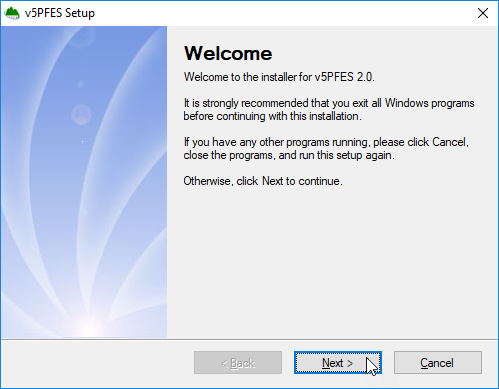 v5PFES Setup
Welcome
Welcome to the installer for v5PFES 2.0.
It is strongly recommended that you exit all Windows programs
before continuing with this installation.
If you have any other programs running, please click Cancel,
close the programs, and run this setup again.
Otherwise, click Next to continue.
< Back
Next >
Cancel